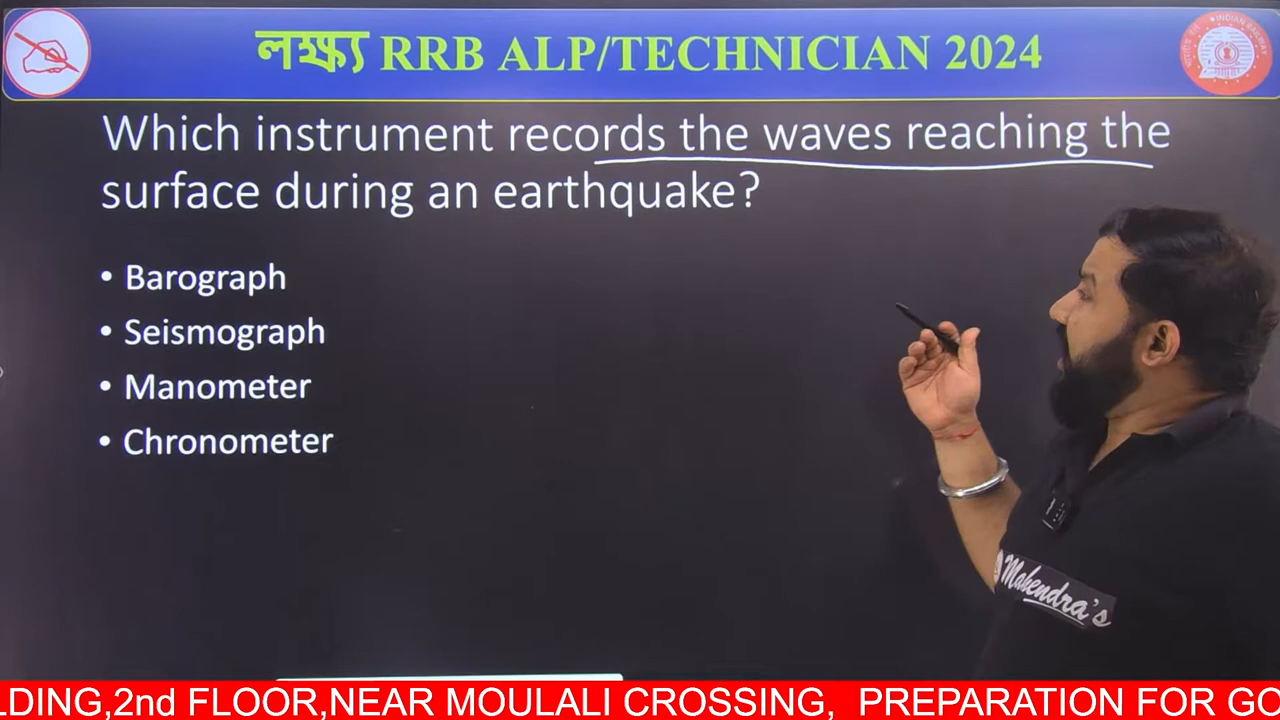 লক্ষ্য RRB ALP/TECHNICIAN 2024
Which instrument records the waves reaching the
surface during an earthquake?
• Barograph
• Seismograph
• Manometer
• Chronometer
Mahendra's
LDING,2nd FLOOR,NEAR MOULALI CROSSING, PREPARATION FOR GO